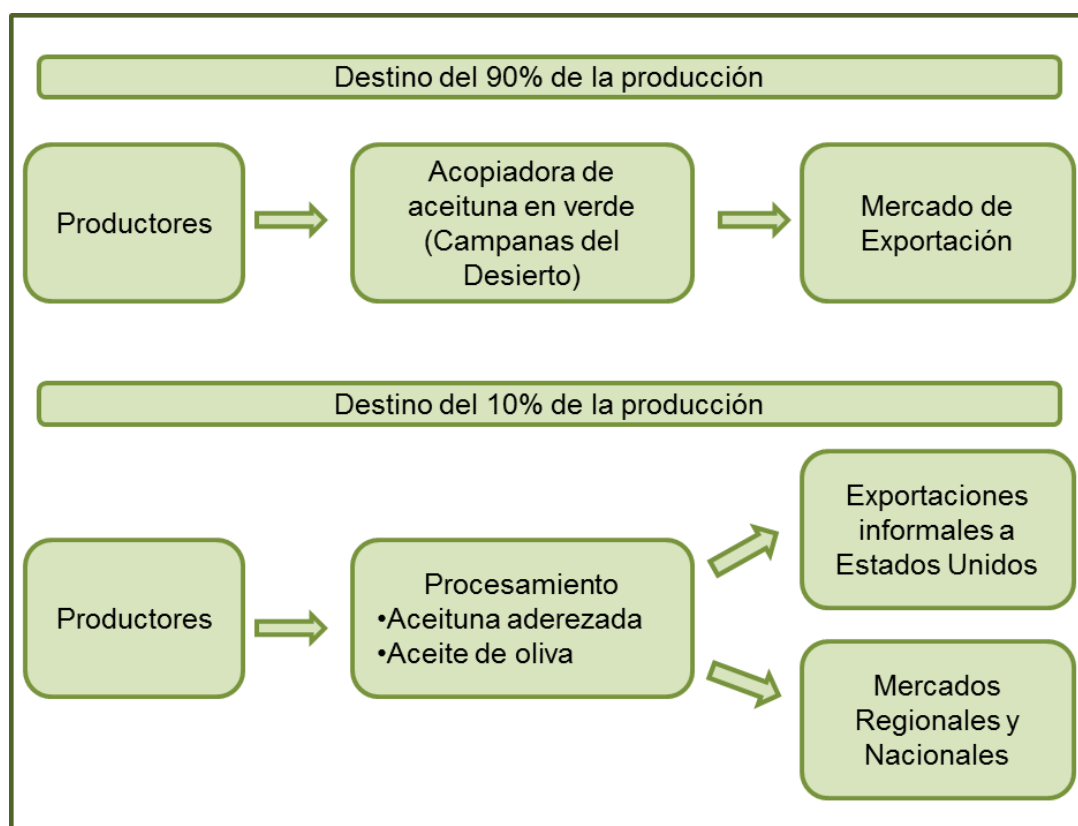 Destino del 90% de la producción
Productores
Acopiadora de
aceituna en verde
(Campanas del
Desierto)
Mercado de
Exportación
Destino del 10% de la producción
Productores
Procesamiento
•Aceituna aderezada
•Aceite de oliva
Exportaciones
informales a
Estados Unidos
Mercados
Regionales y
Nacionales